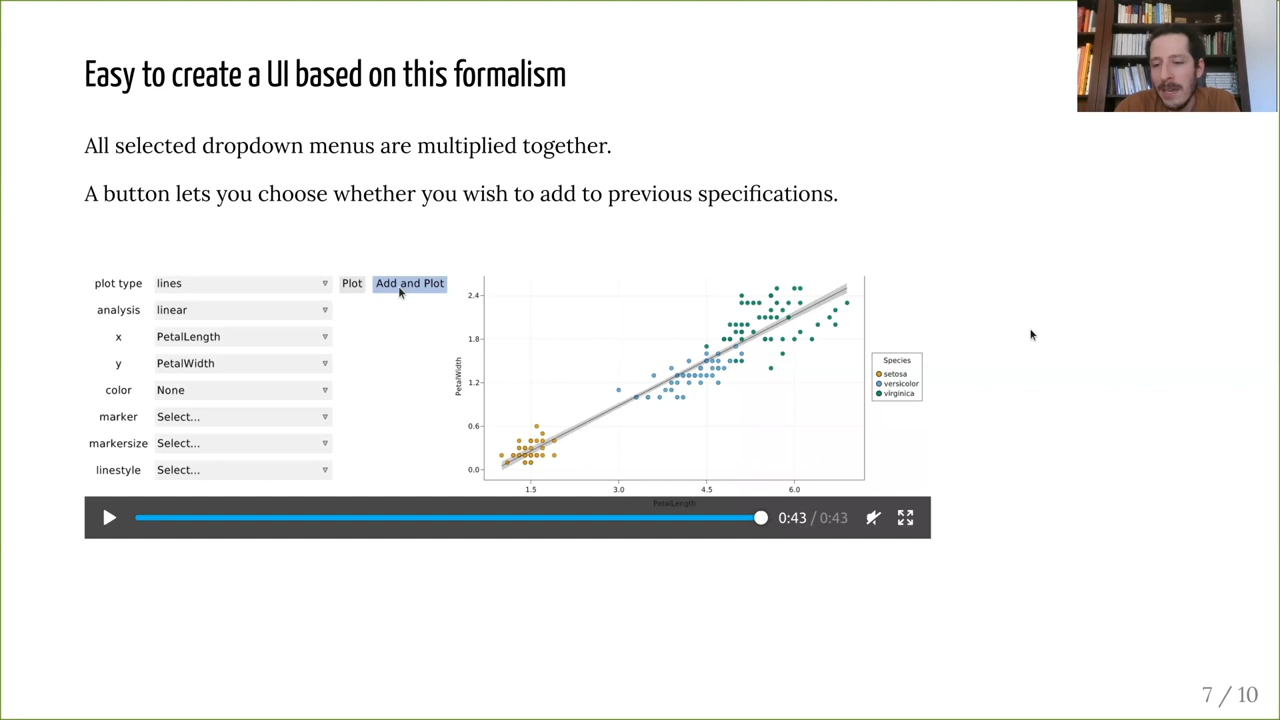 Easy to create a UI based on this formalism
All selected dropdown menus are multiplied together.
A button lets you choose whether you wish to add to previous specifications.
plot type lines Plot Add and Plot
analysis linear
x PetalLength
y PetalWidth
color None
marker Select...
markersize Select...
linestyle Select...
2.4
1.8
1.2
0.6
0.0
PetalWidth
1.5 3.0 4.5 6.0
PetalLength
Species
setosa
versicolor
virginica
0:43 / 0:43
7 / 10